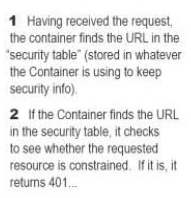 1 Having received the request,
the container finds the URL in the
"security table" (stored in whatever
the Container is using to keep
security info).
2 If the Container finds the URL
in the security table, it checks
to see whether the requested
resource is constrained. If it is, it
returns 401...